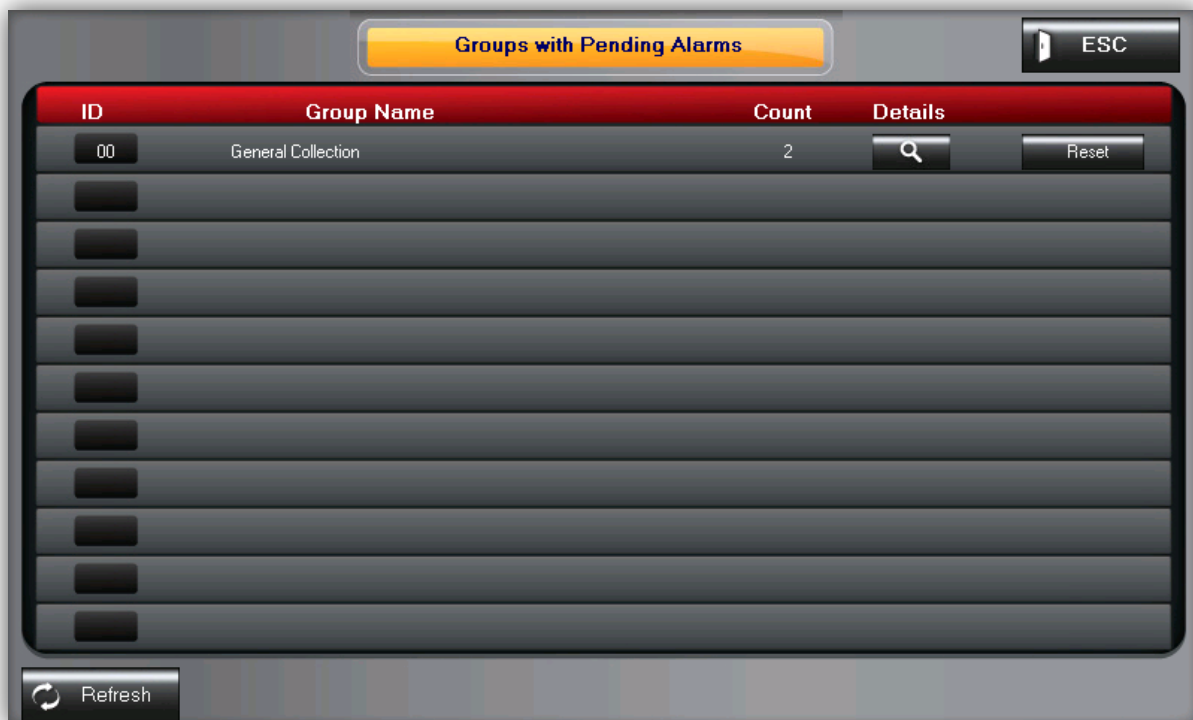 Groups with Pending Alarms
ESC
ID Group Name Count Details
00 General Collection 2 Reset
Refresh